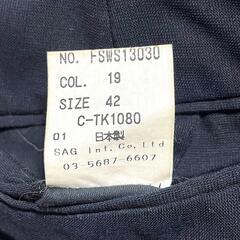 NO. FSWS13030
COL. 19
SIZE 42
C-TK1080
01 日本製
SAG Int. Co, Ltd
03-5687-6607